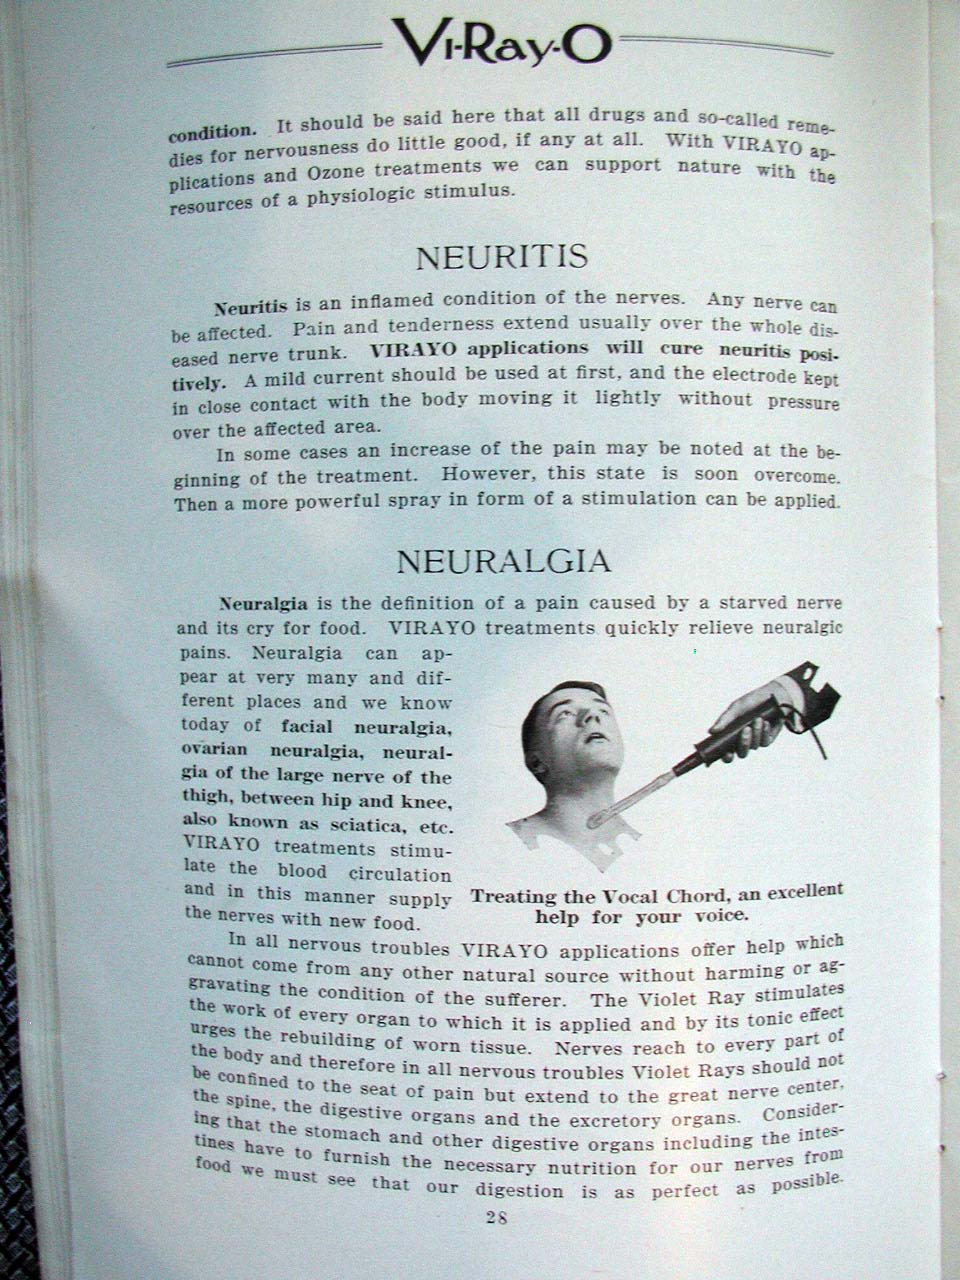 Vi-Ray-O
condition. It should be said here that all drugs and so-called reme-
dies for nervousness do little good, if any at all. With VIRAYO ap-
plications and Ozone treatments we can support nature with the
resources of a physiologic stimulus.
NEURITIS
Neuritis is an inflamed condition of the nerves. Any nerve can
be affected. Pain and tenderness extend usually over the whole dis-
eased nerve trunk. VIRAYO applications will cure neuritis posi-
tively. A mild current should be used at first, and the electrode kept
in close contact with the body moving it lightly without pressure
over the affected area.
In some cases an increase of the pain may be noted at the be-
ginning of the treatment. However, this state is soon overcome.
Then a more powerful spray in form of a stimulation can be applied.
NEURALGIA
Neuralgia is the definition of a pain caused by a starved nerve
and its cry for food. VIRAYO treatments quickly relieve neuralgic
pains. Neuralgia can ap-
pear at very many and dif-
ferent places and we know
today of facial neuralgia,
ovarian neuralgia, neural-
gia of the large nerve of the
thigh, between hip and knee,
also known as sciatica, etc.
VIRAYO treatments stimu-
late the blood circulation
and in this manner supply
the nerves with new food.
Treating the Vocal Chord, an excellent
help for your voice.
In all nervous troubles VIRAYO applications offer help which
cannot come from any other natural source without harming or ag-
gravating the condition of the sufferer. The Violet Ray stimulates
the work of every organ to which it is applied and by its tonic effect
urges the rebuilding of worn tissue. Nerves reach to every part of
the body and therefore in all nervous troubles Violet Rays should not
be confined to the seat of pain but extend to the great nerve center,
the spine, the digestive organs and the excretory organs. Consider-
ing that the stomach and other digestive organs including the intes-
tines have to furnish the necessary nutrition for our nerves from
food we must see that our digestion is as perfect as possible.
28